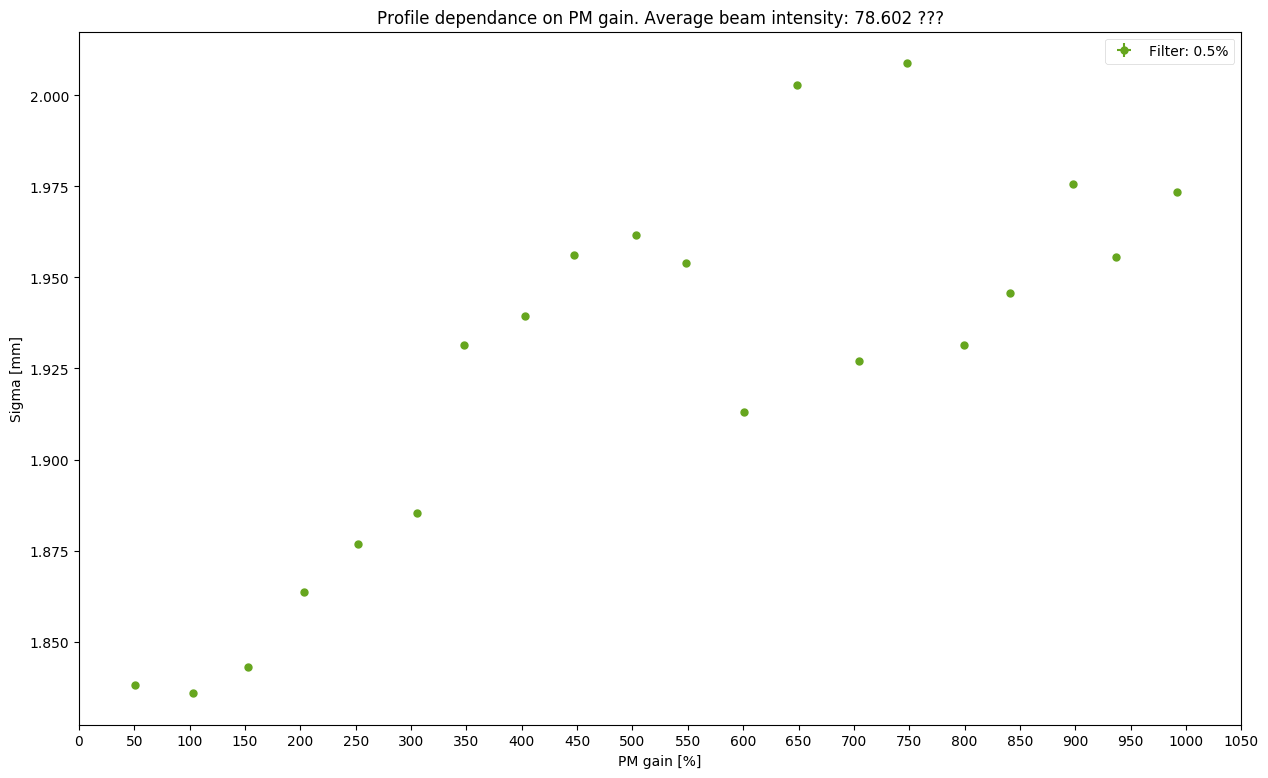 Profile dependance on PM gain. Average beam intensity: 78.602 ???
Filter: 0.5%
2.000
1.975
1.950
1.925
1.900
1.875
1.850
Sigma [mm]
0 50 100 150 200 250 300 350 400 450 500 550 600 650 700 750 800 850 900 950 1000 1050
PM gain [%]